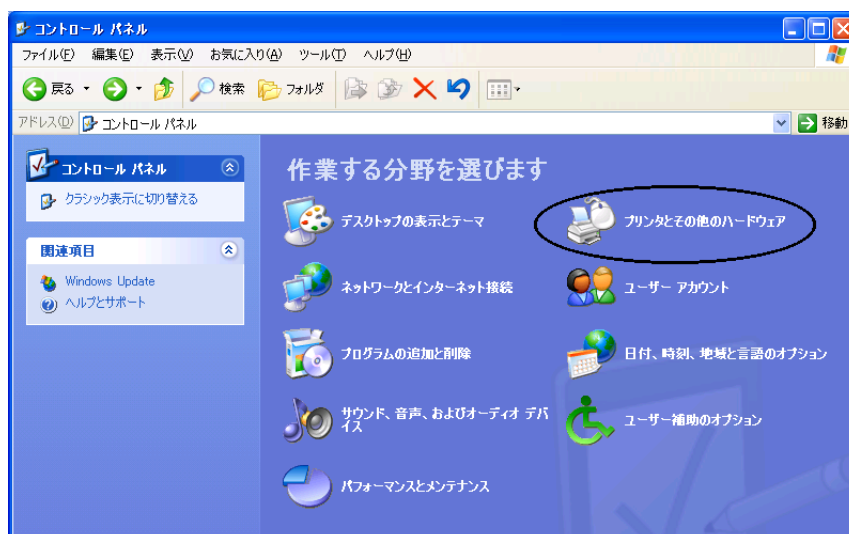 コントロール パネル
ファイル(F) 編集(E) 表示(V) お気に入り(A) ツール(T) ヘルプ(H)
戻る 検索 フォルダ
アドレス(D) コントロール パネル 移動
コントロール パネル
クラシック表示に切り替える
関連項目
Windows Update
ヘルプとサポート
作業する分野を選びます
デスクトップの表示とテーマ
プリンタとその他のハードウェア
ネットワークとインターネット接続
ユーザー アカウント
プログラムの追加と削除
日付、時刻、地域と言語のオプション
サウンド、音声、およびオーディオ デバ
イス
ユーザー補助のオプション
パフォーマンスとメンテナンス